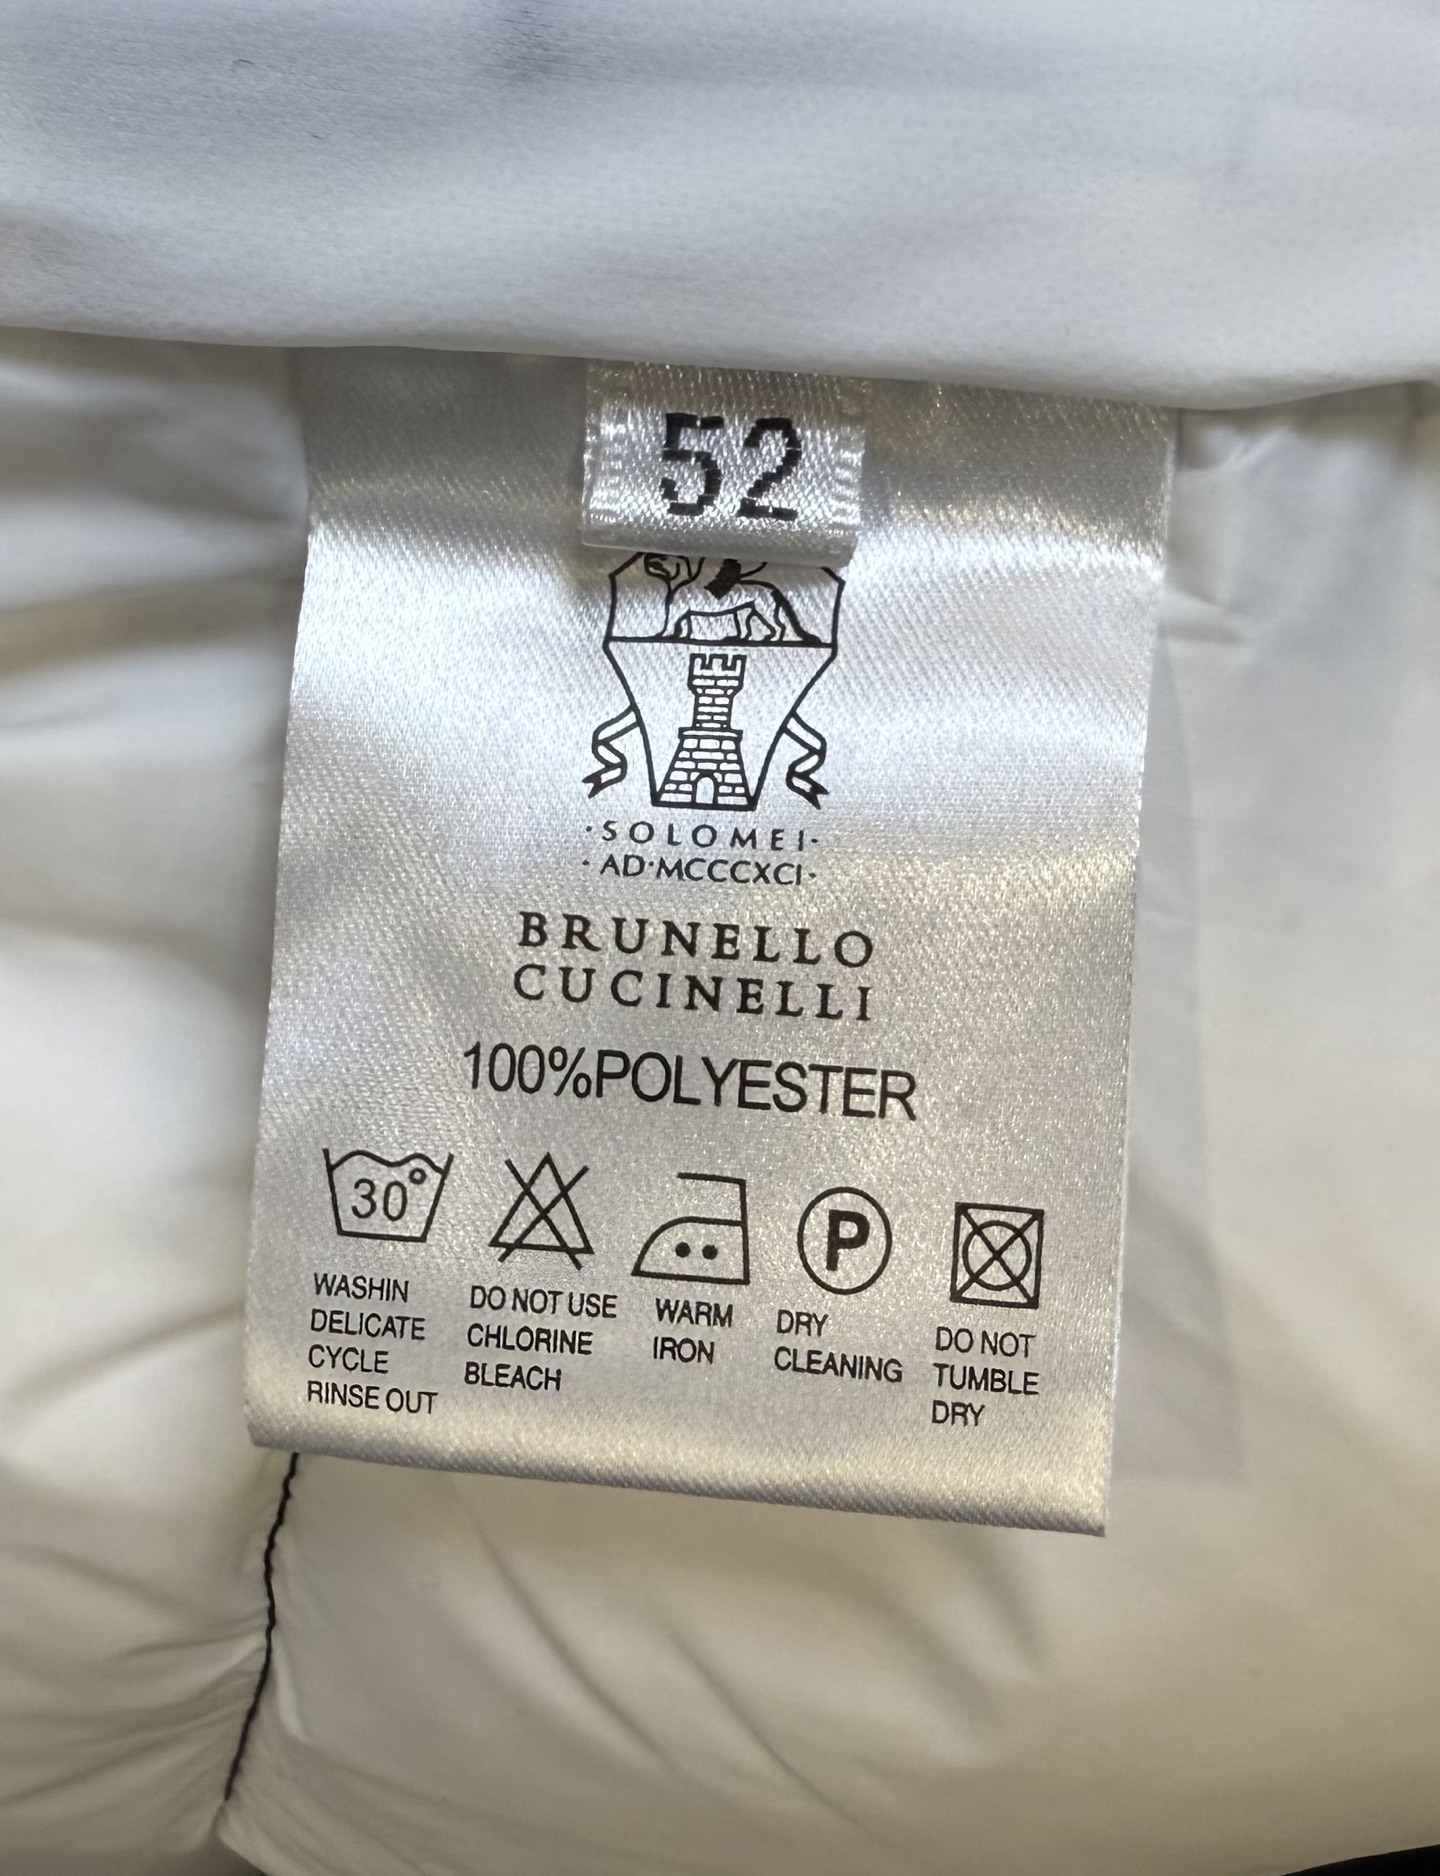 52
·SOLOMEI·
·AD·MCCCXCI·
BRUNELLO
CUCINELLI
100%POLYESTER
30°
P
WASHIN
DELICATE
CYCLE
RINSE OUT
DO NOT USE
CHLORINE
BLEACH
WARM
IRON
DRY
CLEANING
DO NOT
TUMBLE
DRY